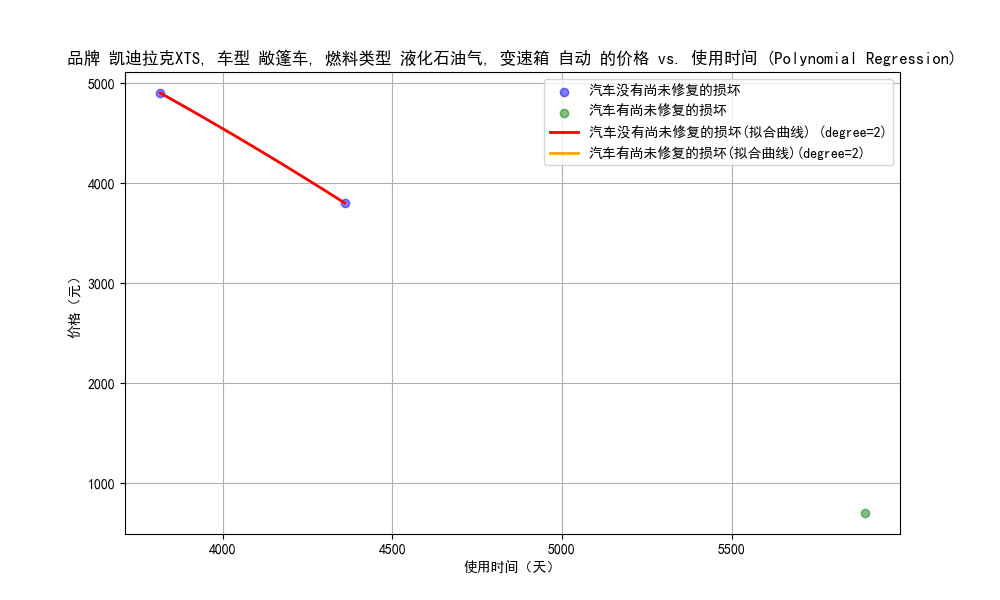 品牌 凯迪拉克XTS, 车型 敞篷车, 燃料类型 液化石油气, 变速箱 自动 的价格 vs. 使用时间 (Polynomial Regression)
汽车没有尚未修复的损坏
汽车有尚未修复的损坏
汽车没有尚未修复的损坏(拟合曲线) (degree=2)
汽车有尚未修复的损坏(拟合曲线)(degree=2)
价格（元）
5000
4000
3000
2000
1000
4000
4500
5000
5500
使用时间（天）